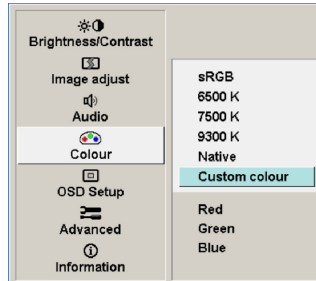 Brightness/Contrast
Image adjust
Audio
Colour
OSD Setup
Advanced
Information
sRGB
6500 K
7500 K
9300 K
Native
Custom colour
Red
Green
Blue